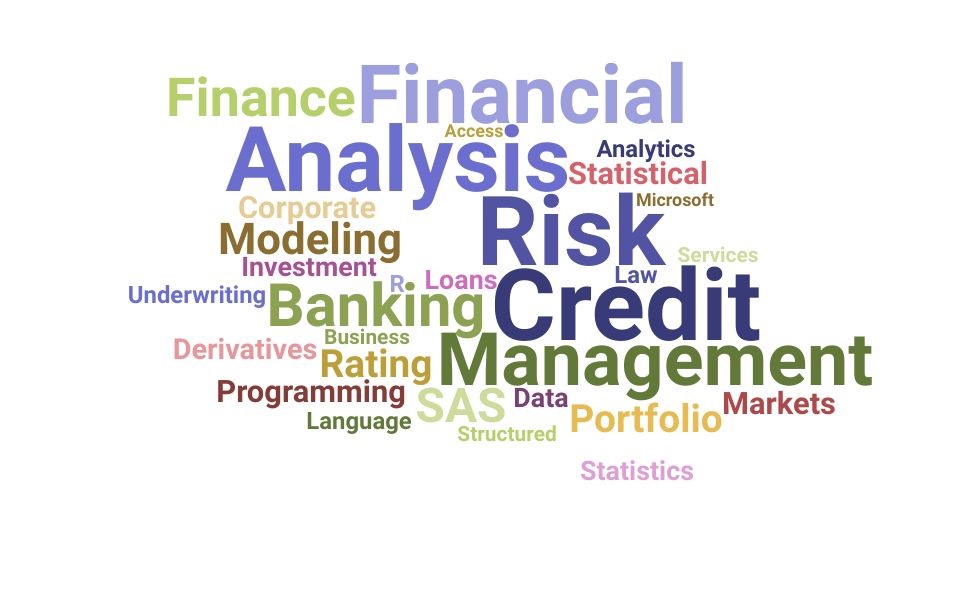 Finance Financial
Access
Analysis
Analytics
Statistical
Microsoft
Corporate
Risk
Modeling
Services
Investment
Law
R
Loans
Underwriting
Banking
Credit
Business
Derivatives
Rating
Management
Programming
SAS
Data
Markets
Language
Portfolio
Structured
Statistics